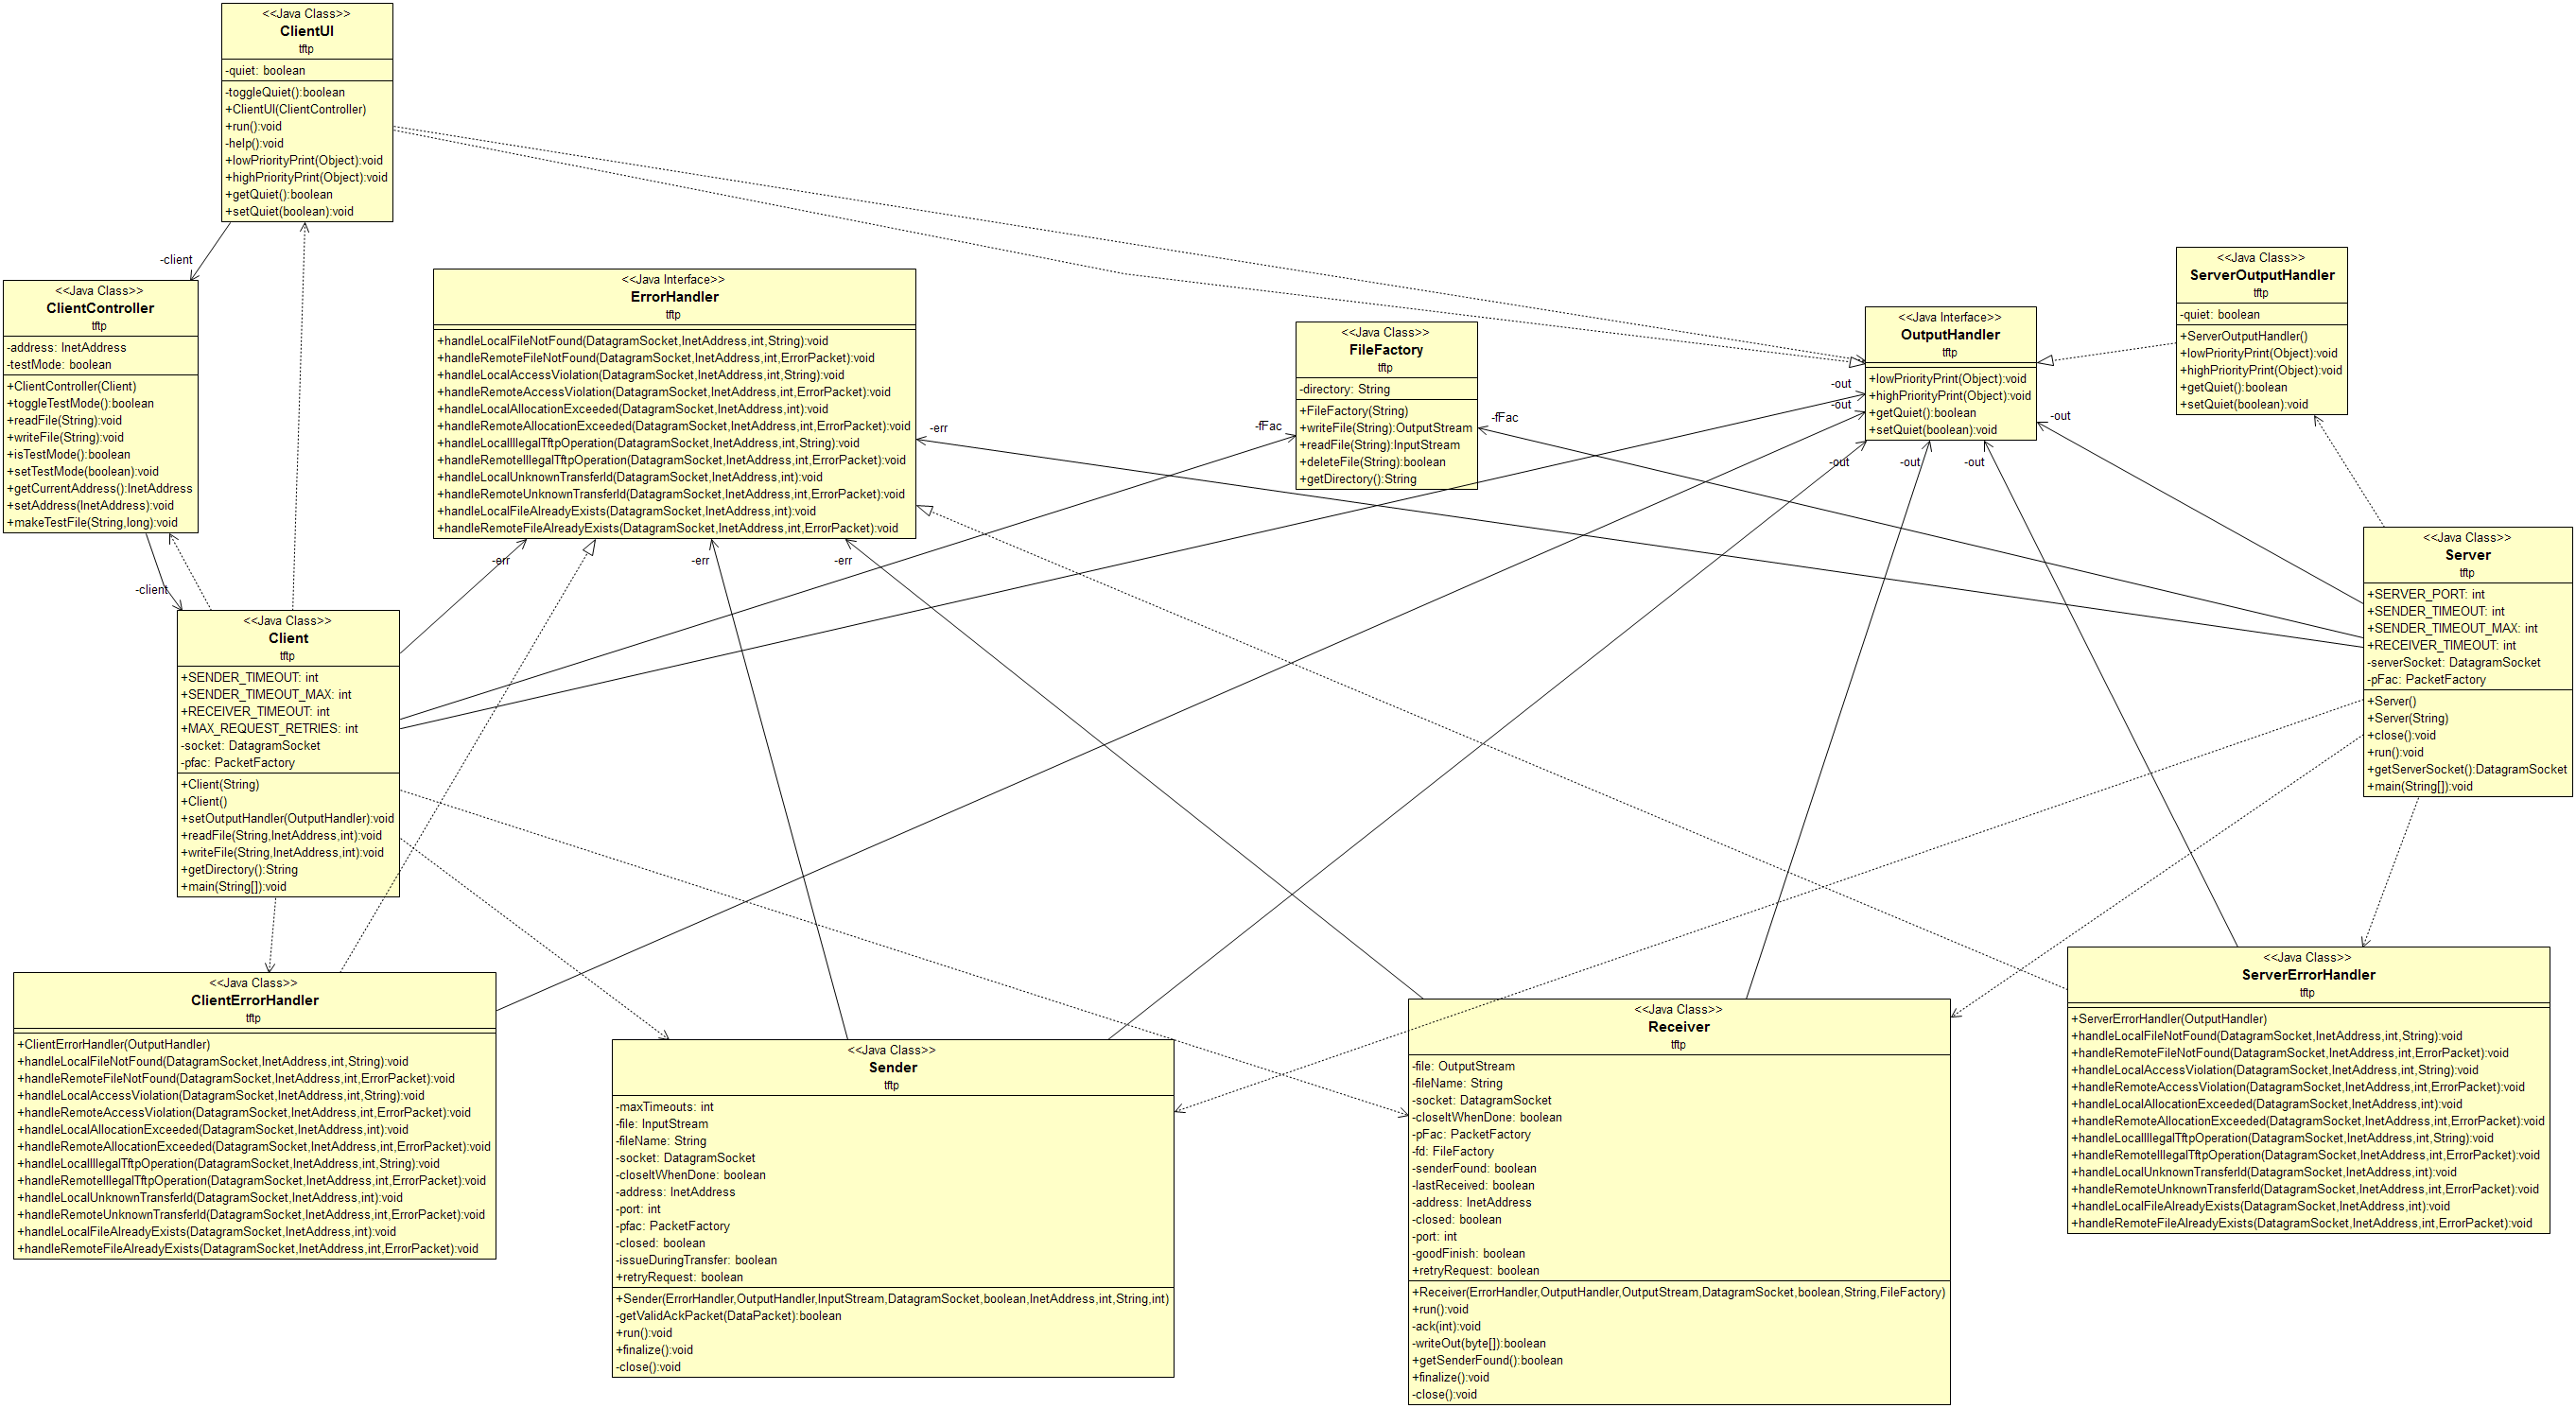 <<Java Class>>
ClientUI
tftp
-quiet: boolean
-toggleQuiet():boolean
+ClientUI(ClientController)
+run():void
-help():void
+lowPriorityPrint(Object):void
+highPriorityPrint(Object):void
+getQuiet():boolean
+setQuiet(boolean):void
-client
<<Java Class>>
ClientController
tftp
-address: InetAddress
-testMode: boolean
+ClientController(Client)
+toggleTestMode():boolean
+readFile(String):void
+writeFile(String):void
+isTestMode():boolean
+setTestMode(boolean):void
+getCurrentAddress():InetAddress
+setAddress(InetAddress):void
+makeTestFile(String,long):void
-client
<<Java Interface>>
ErrorHandler
tftp
+handleLocalFileNotFound(DatagramSocket,InetAddress,int,String):void
+handleRemoteFileNotFound(DatagramSocket,InetAddress,int,ErrorPacket):void
+handleLocalAccessViolation(DatagramSocket,InetAddress,int,String):void
+handleRemoteAccessViolation(DatagramSocket,InetAddress,int,ErrorPacket):void
+handleLocalAllocationExceeded(DatagramSocket,InetAddress,int):void
+handleRemoteAllocationExceeded(DatagramSocket,InetAddress,int,ErrorPacket):void
+handleLocalIllegalTftpOperation(DatagramSocket,InetAddress,int,String):void
+handleRemoteIllegalTftpOperation(DatagramSocket,InetAddress,int,ErrorPacket):void
+handleLocalUnknownTransferId(DatagramSocket,InetAddress,int):void
+handleRemoteUnknownTransferId(DatagramSocket,InetAddress,int,ErrorPacket):void
+handleLocalFileAlreadyExists(DatagramSocket,InetAddress,int):void
+handleRemoteFileAlreadyExists(DatagramSocket,InetAddress,int,ErrorPacket):void
-err
-err
-err
-err
<<Java Class>>
FileFactory
tftp
-directory: String
+FileFactory(String)
+writeFile(String):OutputStream
+readFile(String):InputStream
+deleteFile(String):boolean
+getDirectory():String
-fFac
-fFac
<<Java Interface>>
OutputHandler
tftp
+lowPriorityPrint(Object):void
+highPriorityPrint(Object):void
+getQuiet():boolean
+setQuiet(boolean):void
-out
-out
-out
-out
-out
-out
<<Java Class>>
ServerOutputHandler
tftp
-quiet: boolean
+ServerOutputHandler()
+lowPriorityPrint(Object):void
+highPriorityPrint(Object):void
+getQuiet():boolean
+setQuiet(boolean):void
<<Java Class>>
Server
tftp
+SERVER_PORT: int
+SENDER_TIMEOUT: int
+SENDER_TIMEOUT_MAX: int
+RECEIVER_TIMEOUT: int
-serverSocket: DatagramSocket
-pFac: PacketFactory
+Server()
+Server(String)
+close():void
+run():void
+getServerSocket():DatagramSocket
+main(String[]):void
<<Java Class>>
Client
tftp
+SENDER_TIMEOUT: int
+SENDER_TIMEOUT_MAX: int
+RECEIVER_TIMEOUT: int
+MAX_REQUEST_RETRIES: int
-socket: DatagramSocket
-pfac: PacketFactory
+Client(String)
+Client()
+setOutputHandler(OutputHandler):void
+readFile(String,InetAddress,int):void
+writeFile(String,InetAddress,int):void
+getDirectory():String
+main(String[]):void
<<Java Class>>
ClientErrorHandler
tftp
+ClientErrorHandler(OutputHandler)
+handleLocalFileNotFound(DatagramSocket,InetAddress,int,String):void
+handleRemoteFileNotFound(DatagramSocket,InetAddress,int,ErrorPacket):void
+handleLocalAccessViolation(DatagramSocket,InetAddress,int,String):void
+handleRemoteAccessViolation(DatagramSocket,InetAddress,int,ErrorPacket):void
+handleLocalAllocationExceeded(DatagramSocket,InetAddress,int):void
+handleRemoteAllocationExceeded(DatagramSocket,InetAddress,int,ErrorPacket):void
+handleLocalIllegalTftpOperation(DatagramSocket,InetAddress,int,String):void
+handleRemoteIllegalTftpOperation(DatagramSocket,InetAddress,int,ErrorPacket):void
+handleLocalUnknownTransferId(DatagramSocket,InetAddress,int):void
+handleRemoteUnknownTransferId(DatagramSocket,InetAddress,int,ErrorPacket):void
+handleLocalFileAlreadyExists(DatagramSocket,InetAddress,int):void
+handleRemoteFileAlreadyExists(DatagramSocket,InetAddress,int,ErrorPacket):void
<<Java Class>>
Sender
tftp
-maxTimeouts: int
-file: InputStream
-fileName: String
-socket: DatagramSocket
-closeItWhenDone: boolean
-address: InetAddress
-port: int
-pfac: PacketFactory
-closed: boolean
-issueDuringTransfer: boolean
+retryRequest: boolean
+Sender(ErrorHandler,OutputHandler,InputStream,DatagramSocket,boolean,InetAddress,int,String,int)
-getValidAckPacket(DataPacket):boolean
+run():void
+finalize():void
-close():void
<<Java Class>>
Receiver
tftp
-file: OutputStream
-fileName: String
-socket: DatagramSocket
-closeItWhenDone: boolean
-pFac: PacketFactory
-fd: FileFactory
-senderFound: boolean
-lastReceived: boolean
-address: InetAddress
-closed: boolean
-port: int
-goodFinish: boolean
+retryRequest: boolean
+Receiver(ErrorHandler,OutputHandler,OutputStream,DatagramSocket,boolean,String,FileFactory)
+run():void
-ack(int):void
-writeOut(byte[]):boolean
+getSenderFound():boolean
+finalize():void
-close():void
<<Java Class>>
ServerErrorHandler
tftp
+ServerErrorHandler(OutputHandler)
+handleLocalFileNotFound(DatagramSocket,InetAddress,int,String):void
+handleRemoteFileNotFound(DatagramSocket,InetAddress,int,ErrorPacket):void
+handleLocalAccessViolation(DatagramSocket,InetAddress,int,String):void
+handleRemoteAccessViolation(DatagramSocket,InetAddress,int,ErrorPacket):void
+handleLocalAllocationExceeded(DatagramSocket,InetAddress,int):void
+handleRemoteAllocationExceeded(DatagramSocket,InetAddress,int,ErrorPacket):void
+handleLocalIllegalTftpOperation(DatagramSocket,InetAddress,int,String):void
+handleRemoteIllegalTftpOperation(DatagramSocket,InetAddress,int,ErrorPacket):void
+handleLocalUnknownTransferId(DatagramSocket,InetAddress,int):void
+handleRemoteUnknownTransferId(DatagramSocket,InetAddress,int,ErrorPacket):void
+handleLocalFileAlreadyExists(DatagramSocket,InetAddress,int):void
+handleRemoteFileAlreadyExists(DatagramSocket,InetAddress,int,ErrorPacket):void